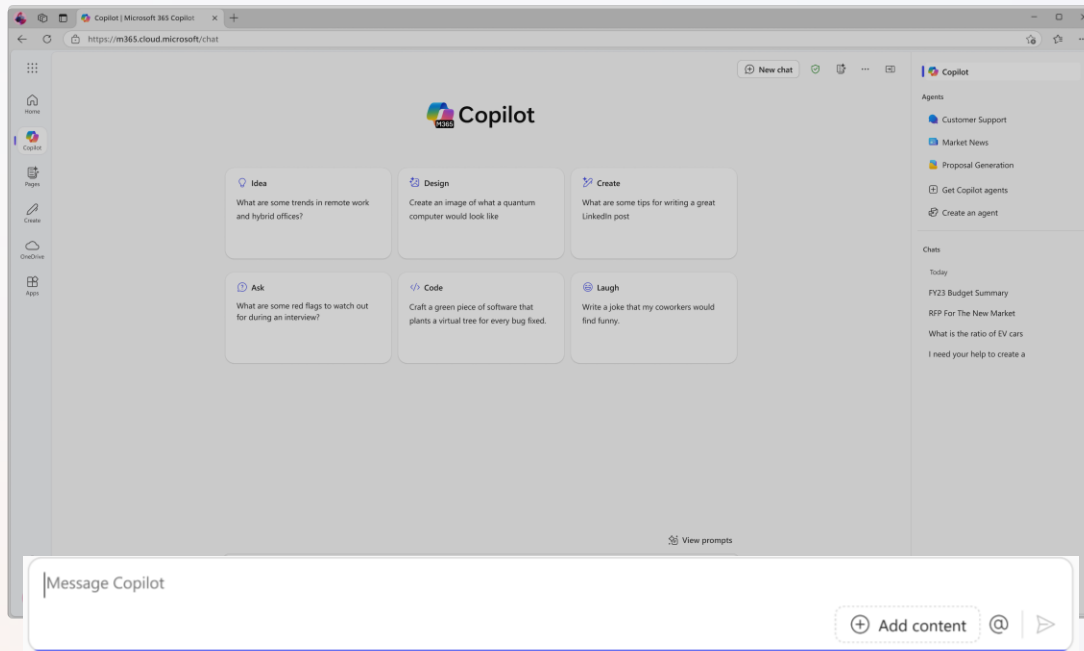 Copilot | Microsoft 365 Copilot
https://m365.cloud.microsoft/chat
Home
Copilot
Pages
Create
OneDrive
Apps
New chat
M365 Copilot
Idea
What are some trends in remote work
and hybrid offices?
Design
Create an image of what a quantum
computer would look like
Create
What are some tips for writing a great
LinkedIn post
Ask
What are some red flags to watch out
for during an interview?
Code
Craft a green piece of software that
plants a virtual tree for every bug fixed.
Laugh
Write a joke that my coworkers would
find funny.
View prompts
Message Copilot
Add content
Copilot
Agents
Customer Support
Market News
Proposal Generation
Get Copilot agents
Create an agent
Chats
Today
FY23 Budget Summary
RFP For The New Market
What is the ratio of EV cars
I need your help to create a